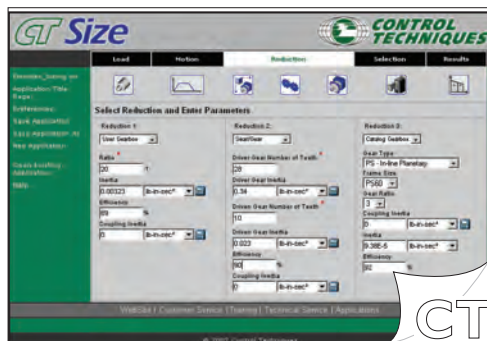 CT Size
CONTROL TECHNIQUES
Load Motion Reduction Selection Results
Application Title Page
Preferences
Save Application
Save Application As
New Application
Help
Select Reduction and Enter Parameters
Reduction 1: Reduction 2: Reduction 3:
User Gearbox Spur/Gear Catalog Gearbox
Ratio * Driver Gear Number of Teeth * Gear Type
20 :1 28 PS - In-line Planetary
Inertia Driver Gear Inertia Frame Size
0.00323 lb-in-sec² 0.34 lb-in-sec² PS60
Efficiency Driven Gear Number of Teeth * Gear Ratio
89 % 10 3
Coupling Inertia Driven Gear Inertia Coupling Inertia
0 lb-in-sec² 0.023 lb-in-sec² 0 lb-in-sec²
Efficiency Inertia
90 % 9.38E-5 lb-in-sec²
Coupling Inertia Efficiency
0 lb-in-sec² 92 %
WebSite | Customer Service | Training | Technical Service | Applications
© 2002 Control Techniques
CT